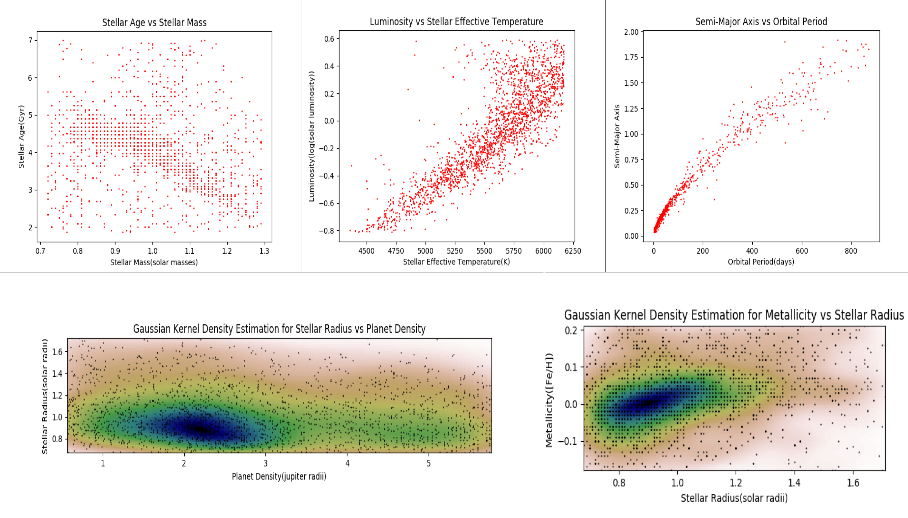 Stellar Age vs Stellar Mass
Stellar Age(Gyr)
7
6
5
4
3
2
0.7 0.8 0.9 1.0 1.1 1.2 1.3
Stellar Mass(solar masses)
Luminosity vs Stellar Effective Temperature
Luminosity(log(solar luminosity))
0.6
0.4
0.2
0.0
−0.2
−0.4
−0.6
−0.8
4500 4750 5000 5250 5500 5750 6000 6250
Stellar Effective Temperature(K)
Semi-Major Axis vs Orbital Period
Semi-Major Axis
2.00
1.75
1.50
1.25
1.00
0.75
0.50
0.25
0.00
0 200 400 600 800
Orbital Period(days)
Gaussian Kernel Density Estimation for Stellar Radius vs Planet Density
Stellar Radius(solar radii)
1.6
1.4
1.2
1.0
0.8
1 2 3 4 5
Planet Density(jupiter radii)
Gaussian Kernel Density Estimation for Metallicity vs Stellar Radius
Metallicity([Fe/H])
0.2
0.1
0.0
−0.1
0.8 1.0 1.2 1.4 1.6
Stellar Radius(solar radii)